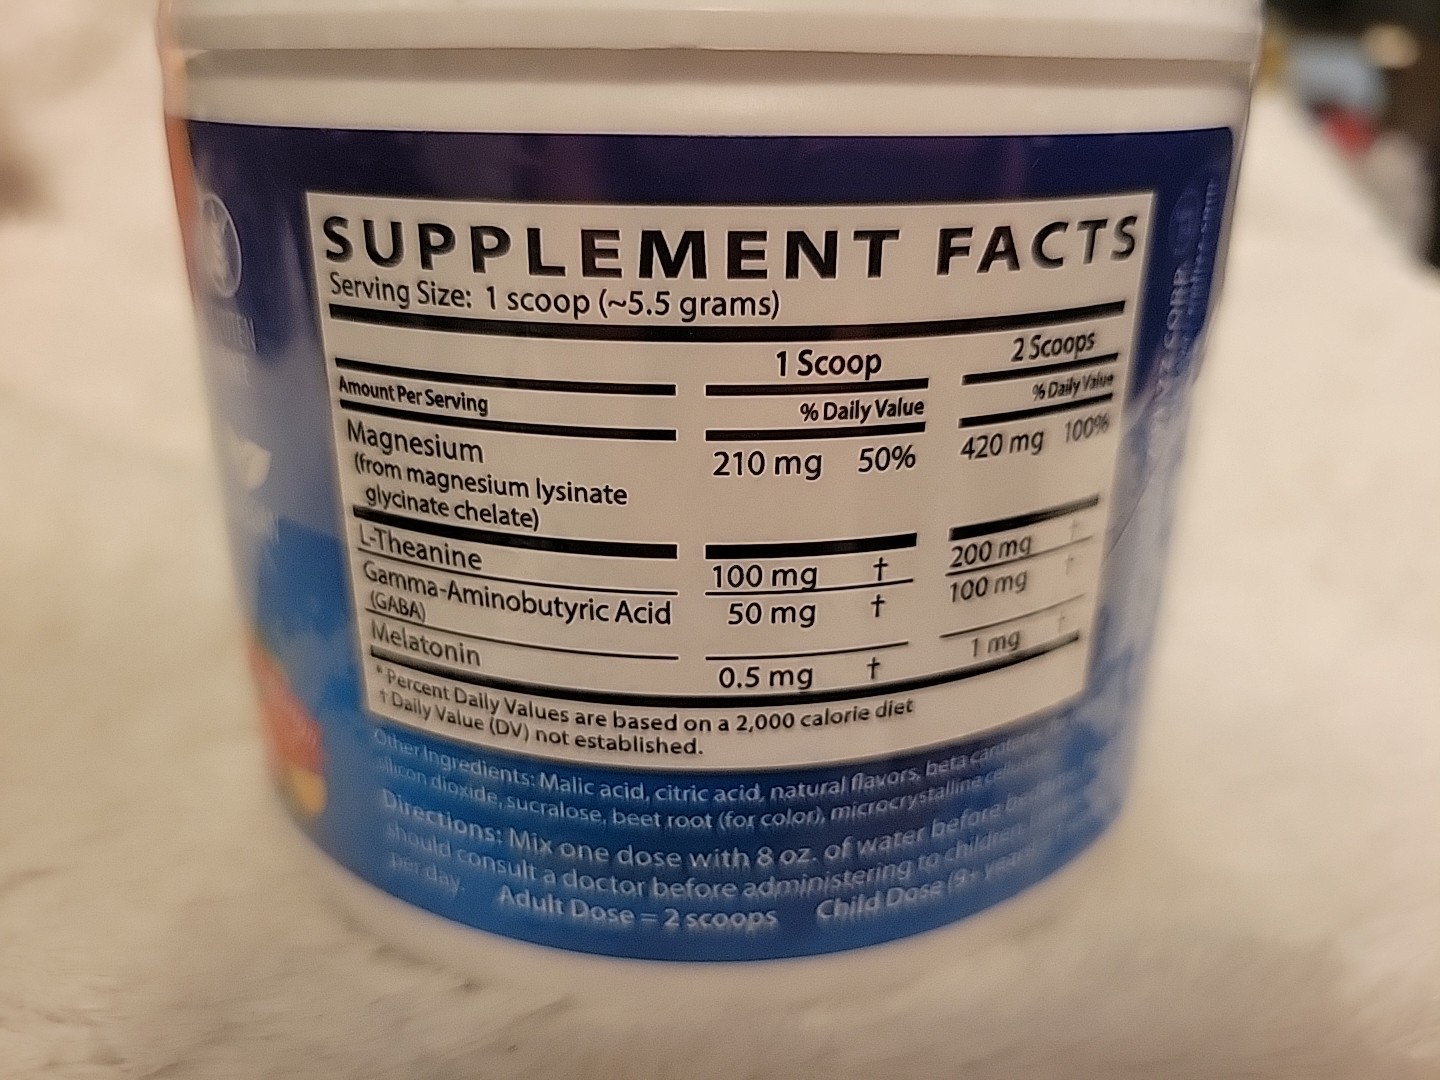 SUPPLEMENT FACTS
Serving Size: 1 scoop (~5.5 grams)
1 Scoop 2 Scoops
Amount Per Serving % Daily Value % Daily Value
Magnesium 210 mg 50% 420 mg 100%
(from magnesium lysinate
glycinate chelate)
L-Theanine 100 mg † 200 mg †
Gamma-Aminobutyric Acid 50 mg † 100 mg †
(GABA)
Melatonin 0.5 mg † 1 mg †
* Percent Daily Values are based on a 2,000 calorie diet
† Daily Value (DV) not established.
Other Ingredients: Malic acid, citric acid, natural flavors, beta carotene,
silicon dioxide, sucralose, beet root (for color), microcrystalline
Directions: Mix one dose with 8 oz. of water before bedtime.
should consult a doctor before administering to children.
per day.
Adult Dose = 2 scoops Child Dose (9+ years